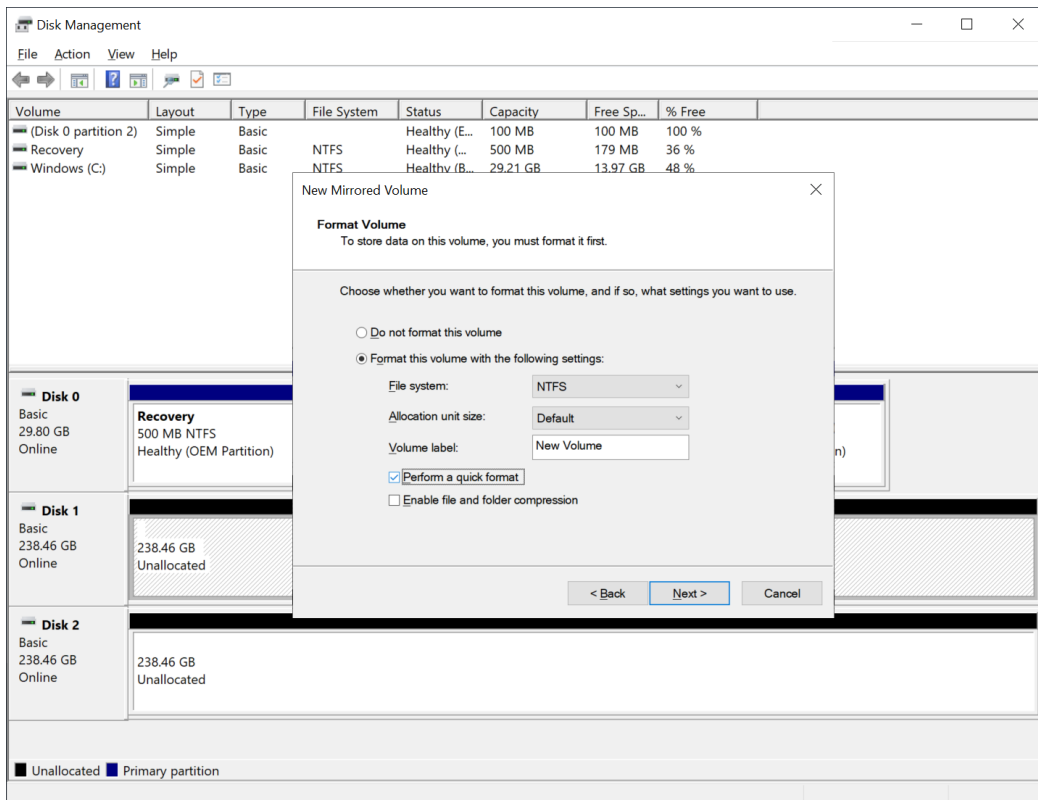 Disk Management
File Action View Help
Volume Layout Type File System Status Capacity Free Sp... % Free
(Disk 0 partition 2) Simple Basic Healthy (E... 100 MB 100 MB 100 %
Recovery Simple Basic NTFS Healthy (... 500 MB 179 MB 36 %
Windows (C:) Simple Basic NTFS Healthy (B... 29.21 GB 13.97 GB 48 %
New Mirrored Volume
Format Volume
To store data on this volume, you must format it first.
Choose whether you want to format this volume, and if so, what settings you want to use.
Do not format this volume
Format this volume with the following settings:
File system: NTFS
Allocation unit size: Default
Volume label: New Volume
Perform a quick format
Enable file and folder compression
< Back Next > Cancel
Disk 0
Basic
29.80 GB
Online
Recovery
500 MB NTFS
Healthy (OEM Partition)
n)
Disk 1
Basic
238.46 GB
Online
238.46 GB
Unallocated
Disk 2
Basic
238.46 GB
Online
238.46 GB
Unallocated
Unallocated Primary partition